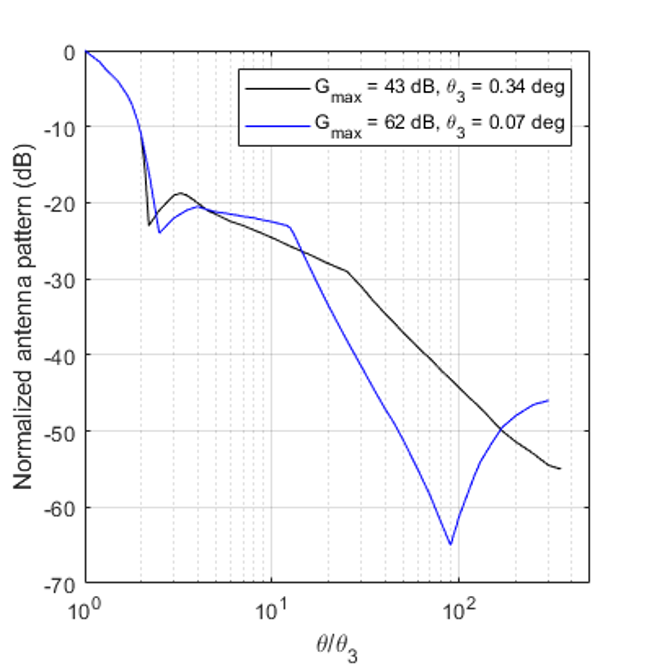 G_max = 43 dB, θ_3 = 0.34 deg
G_max = 62 dB, θ_3 = 0.07 deg
Normalized antenna pattern (dB)
0
-10
-20
-30
-40
-50
-60
-70
10^0 10^1 10^2
θ/θ_3